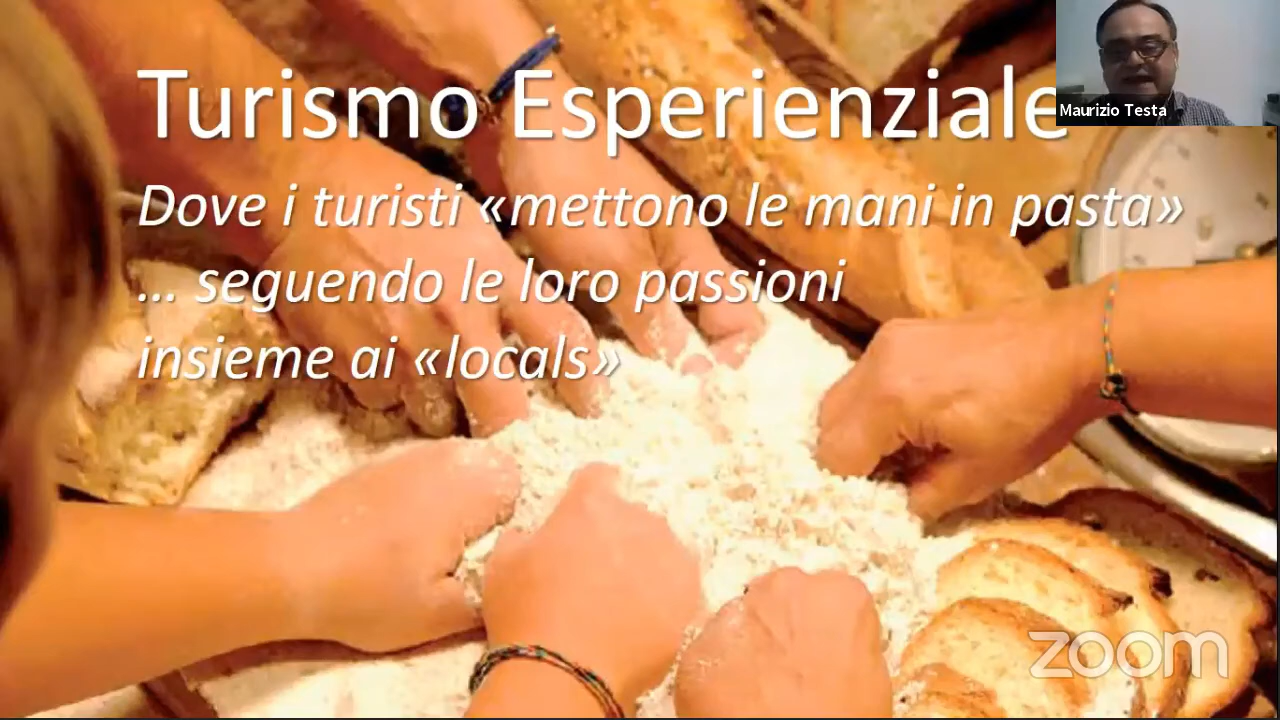 Turismo Esperienziale
Dove i turisti «mettono le mani in pasta»
... seguendo le loro passioni
insieme ai «locals»
Maurizio Testa
zoom